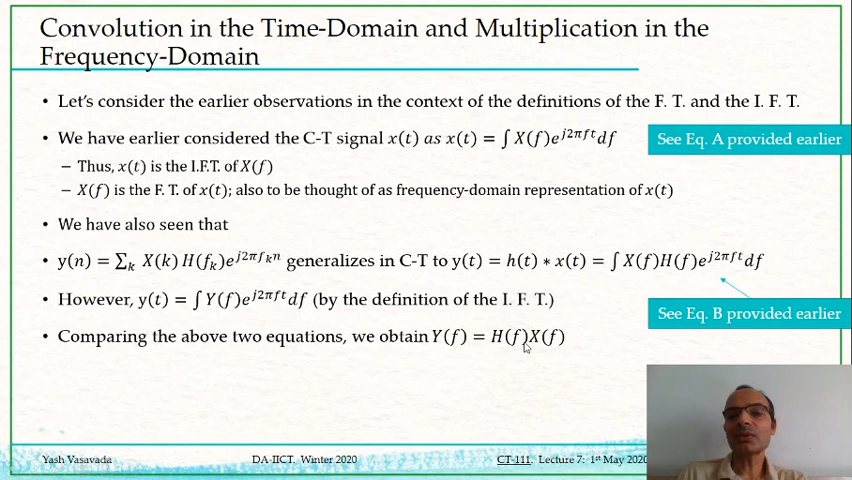 Convolution in the Time-Domain and Multiplication in the
Frequency-Domain
• Let's consider the earlier observations in the context of the definitions of the F. T. and the I. F. T.
• We have earlier considered the C-T signal x(t) as x(t) = ∫ X(f)e^{j2πft}df
See Eq. A provided earlier
– Thus, x(t) is the I.F.T. of X(f)
– X(f) is the F. T. of x(t); also to be thought of as frequency-domain representation of x(t)
• We have also seen that
• y(n) = ∑_k X(k) H(f_k)e^{j2πf_kn} generalizes in C-T to y(t) = h(t) ∗ x(t) = ∫ X(f)H(f)e^{j2πft}df
• However, y(t) = ∫ Y(f)e^{j2πft}df (by the definition of the I. F. T.)
See Eq. B provided earlier
• Comparing the above two equations, we obtain Y(f) = H(f)X(f)
Yash Vasavada DA-IICT, Winter 2020 CT-111, Lecture 7: 1st May 2020